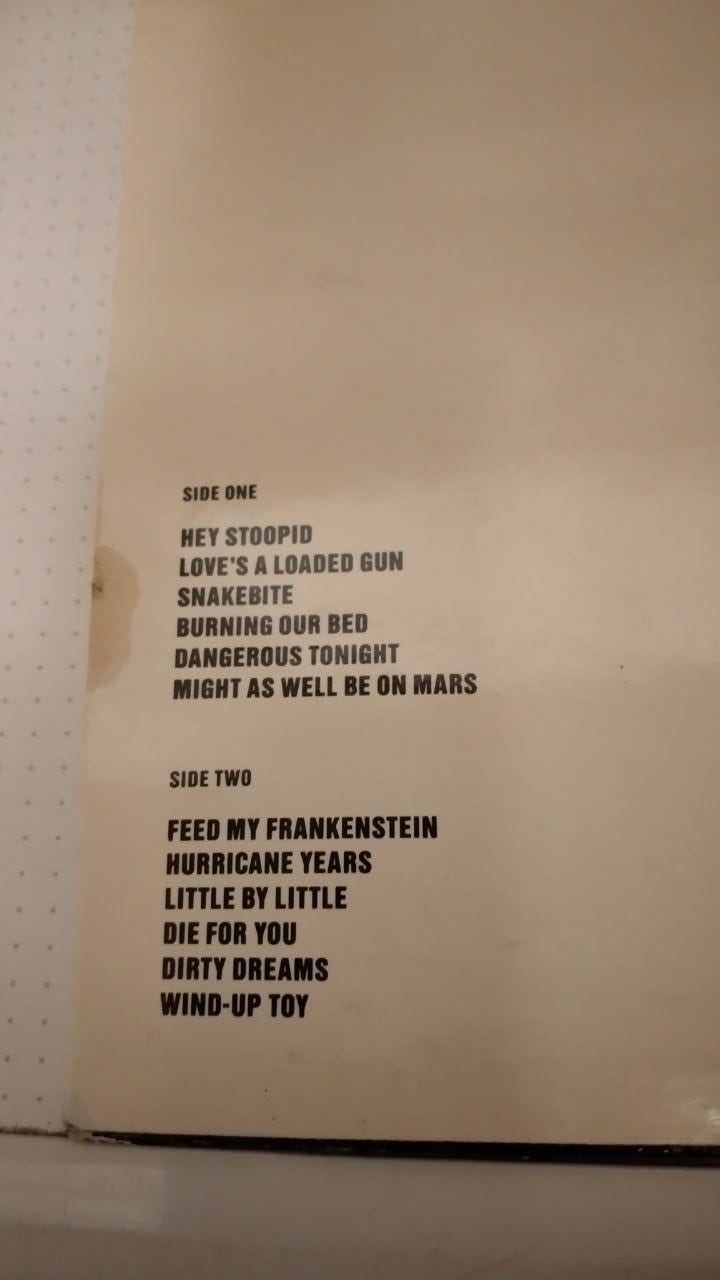 SIDE ONE
HEY STOOPID
LOVE'S A LOADED GUN
SNAKEBITE
BURNING OUR BED
DANGEROUS TONIGHT
MIGHT AS WELL BE ON MARS
SIDE TWO
FEED MY FRANKENSTEIN
HURRICANE YEARS
LITTLE BY LITTLE
DIE FOR YOU
DIRTY DREAMS
WIND-UP TOY